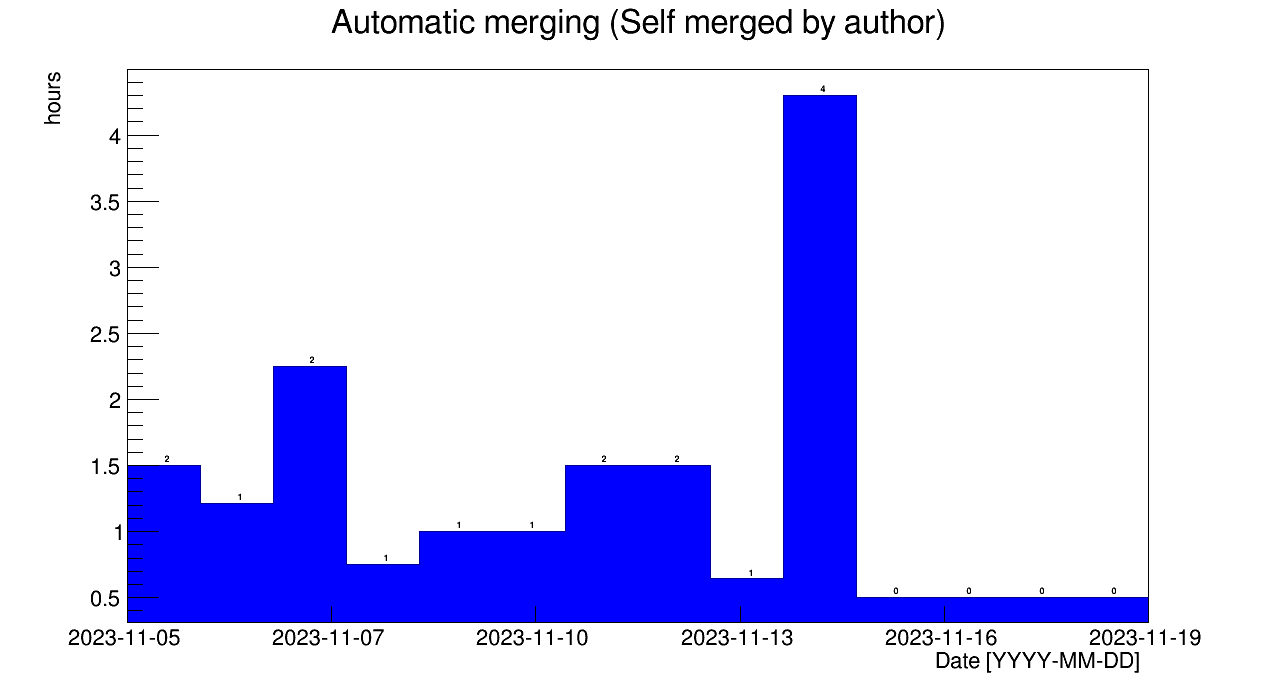 Automatic merging (Self merged by author)
hours
4
3.5
3
2.5
2
1.5
1
0.5
2 1 2 1 1 1 2 2 1 4 0 0 0 0
2023-11-05 2023-11-07 2023-11-10 2023-11-13 2023-11-16 2023-11-19
Date [YYYY-MM-DD]